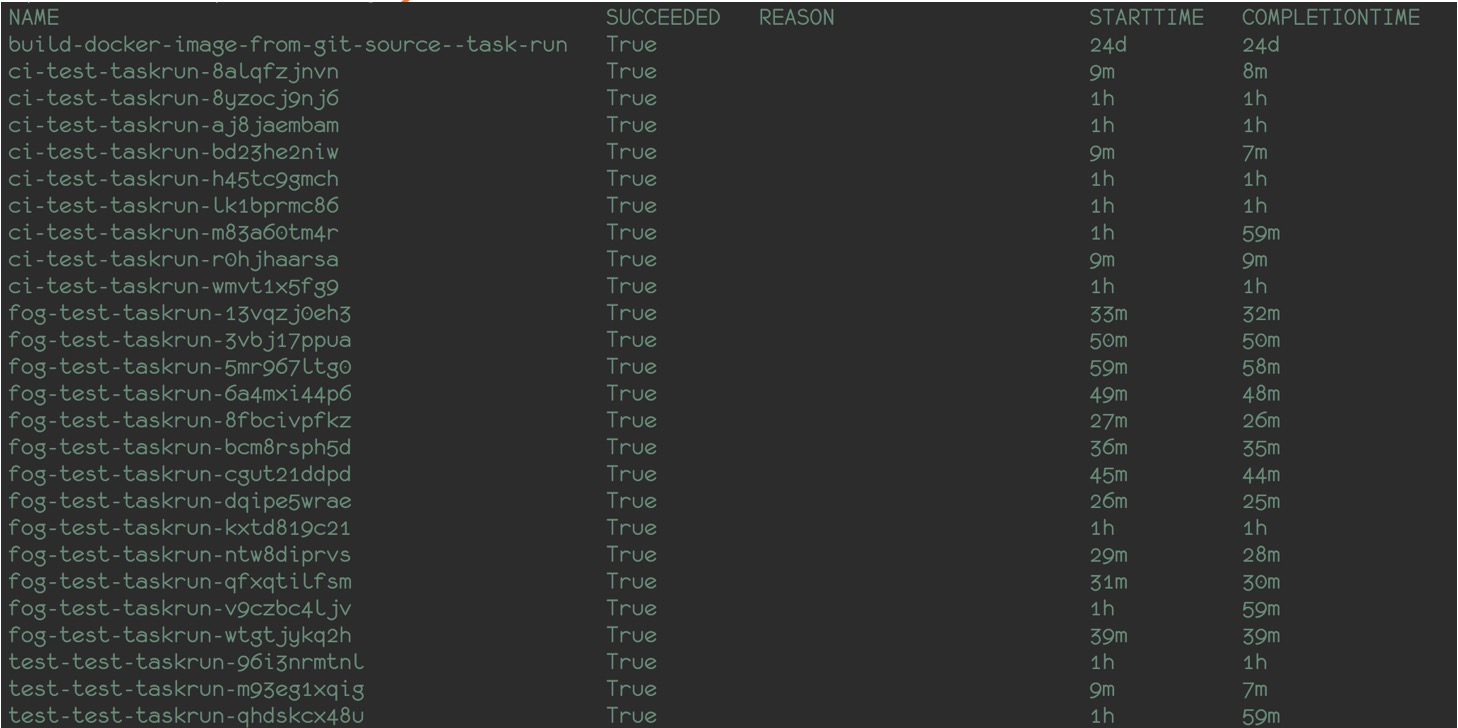 NAME SUCCEEDED REASON STARTTIME COMPLETIONTIME
build-docker-image-from-git-source--task-run True 24d 24d
ci-test-taskrun-8alqfzjnvn True 9m 8m
ci-test-taskrun-8yzocj9nj6 True 1h 1h
ci-test-taskrun-aj8jaembam True 1h 1h
ci-test-taskrun-bd23he2niw True 9m 7m
ci-test-taskrun-h45tc9gmch True 1h 1h
ci-test-taskrun-lk1bprmc86 True 1h 1h
ci-test-taskrun-m83a60tm4r True 1h 59m
ci-test-taskrun-r0hjhaarsa True 9m 9m
ci-test-taskrun-wmvt1x5fg9 True 1h 1h
fog-test-taskrun-13vqzj0eh3 True 33m 32m
fog-test-taskrun-3vbj17ppua True 50m 50m
fog-test-taskrun-5mr967ltg0 True 59m 58m
fog-test-taskrun-6a4mxi44p6 True 49m 48m
fog-test-taskrun-8fbcivpfkz True 27m 26m
fog-test-taskrun-bcm8rsph5d True 36m 35m
fog-test-taskrun-cgut21ddpd True 45m 44m
fog-test-taskrun-dqipe5wrae True 26m 25m
fog-test-taskrun-kxtd819c21 True 1h 1h
fog-test-taskrun-ntw8diprvs True 29m 28m
fog-test-taskrun-qfxqtilfsm True 31m 30m
fog-test-taskrun-v9czbc4ljv True 1h 59m
fog-test-taskrun-wtgtjykq2h True 39m 39m
test-test-taskrun-96i3nrmtnl True 1h 1h
test-test-taskrun-m93eg1xqig True 9m 7m
test-test-taskrun-qhdskcx48u True 1h 59m